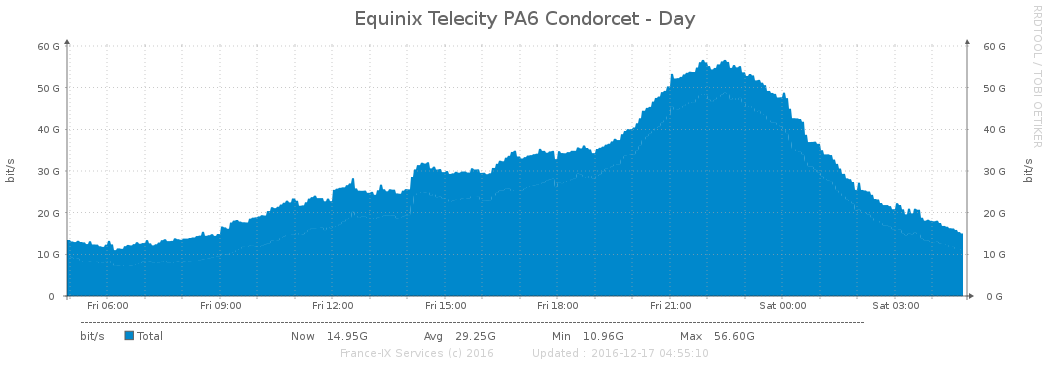 Equinix Telecity PA6 Condorcet - Day
RRDTOOL / TOBI OETIKER
60 G 60 G
50 G 50 G
40 G 40 G
30 G 30 G
20 G 20 G
10 G 10 G
0 0 G
bit/s bit/s
Fri 06:00 Fri 09:00 Fri 12:00 Fri 15:00 Fri 18:00 Fri 21:00 Sat 00:00 Sat 03:00
bit/s Total Now 14.95G Avg 29.25G Min 10.96G Max 56.60G
France-IX Services (c) 2016 Updated : 2016-12-17 04:55:10